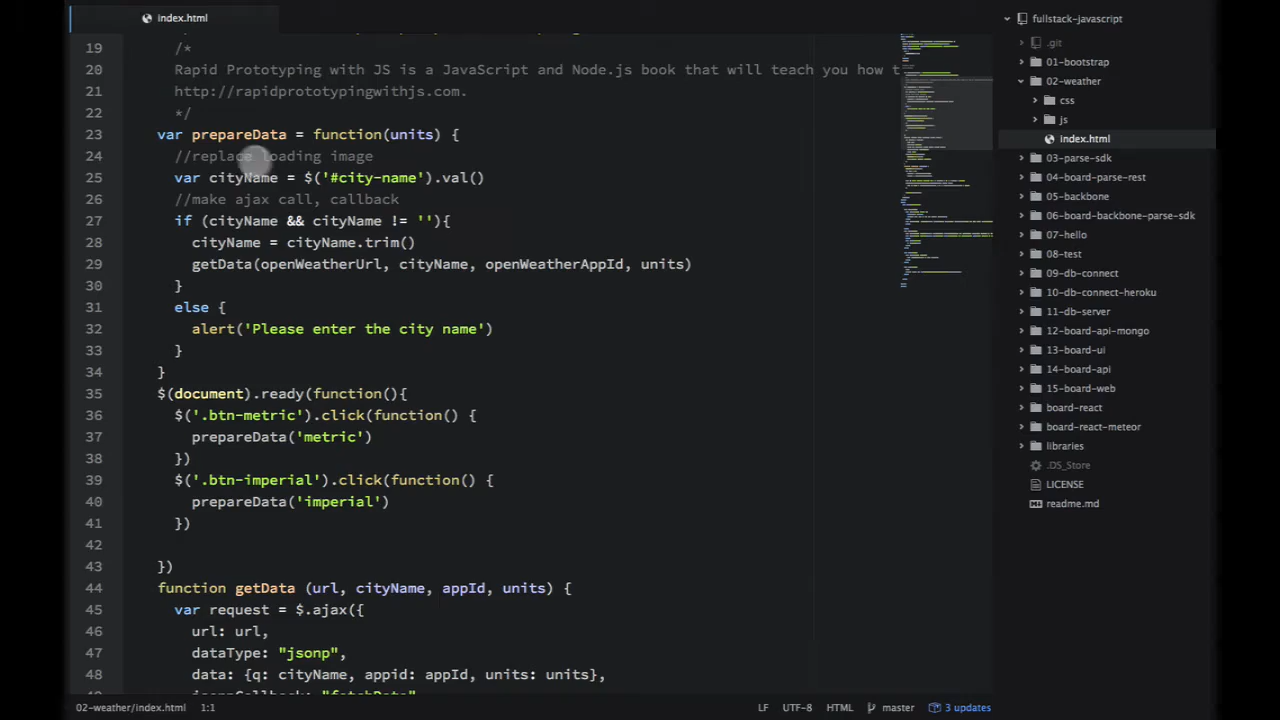 index.html
19 /*
20 Rapid Prototyping with JS is a JavaScript and Node.js book that will teach you how t
21 http://rapidprototypingwithjs.com.
22 */
23 var prepareData = function(units) {
24 //replace loading image
25 var cityName = $('#city-name').val()
26 //make ajax call, callback
27 if (cityName && cityName != ''){
28 cityName = cityName.trim()
29 getData(openWeatherUrl, cityName, openWeatherAppId, units)
30 }
31 else {
32 alert('Please enter the city name')
33 }
34 }
35 $(document).ready(function(){
36 $('.btn-metric').click(function() {
37 prepareData('metric')
38 })
39 $('.btn-imperial').click(function() {
40 prepareData('imperial')
41 })
42
43 })
44 function getData (url, cityName, appId, units) {
45 var request = $.ajax({
46 url: url,
47 dataType: "jsonp",
48 data: {q: cityName, appid: appId, units: units},
fullstack-javascript
.git
01-bootstrap
02-weather
css
js
index.html
03-parse-sdk
04-board-parse-rest
05-backbone
06-board-backbone-parse-sdk
07-hello
08-test
09-db-connect
10-db-connect-heroku
11-db-server
12-board-api-mongo
13-board-ui
14-board-api
15-board-web
board-react
board-react-meteor
libraries
.DS_Store
LICENSE
readme.md
02-weather/index.html 1:1 LF UTF-8 HTML master 3 updates